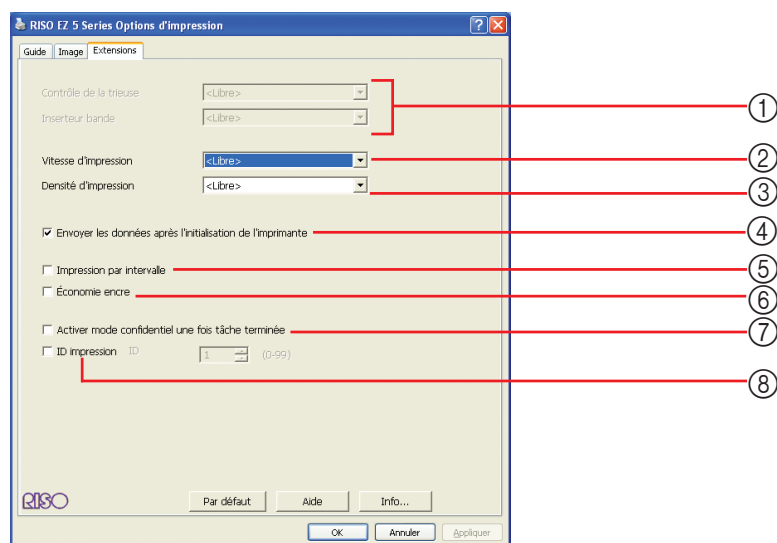 RISO EZ 5 Series Options d'impression
Guide Image Extensions
Contrôle de la trieuse <Libre>
①
Inserteur bande <Libre>
Vitesse d'impression <Libre> ②
Densité d'impression <Libre> ③
Envoyer les données après l'initialisation de l'imprimante ④
Impression par intervalle ⑤
Économie encre ⑥
Activer mode confidentiel une fois tâche terminée ⑦
ID impression ID 1 (0-99)
⑧
RISO Par défaut Aide Info...
OK Annuler Appliquer